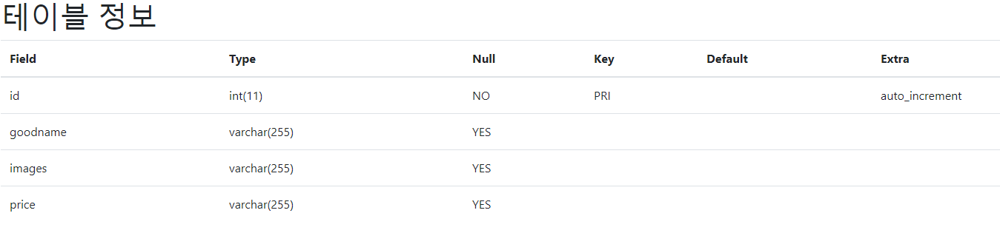 테이블 정보
Field Type Null Key Default Extra
id int(11) NO PRI auto_increment
goodname varchar(255) YES
images varchar(255) YES
price varchar(255) YES